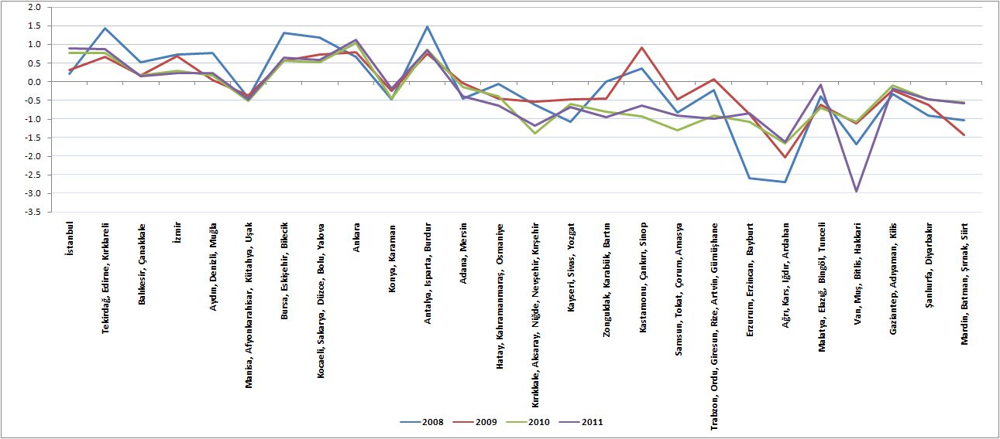 2.0
1.5
1.0
0.5
0.0
-0.5
-1.0
-1.5
-2.0
-2.5
-3.0
-3.5
İstanbul
Tekirdağ, Edirne, Kırklareli
Balıkesir, Çanakkale
İzmir
Aydın, Denizli, Muğla
Manisa, Afyonkarahisar, Kütahya, Uşak
Bursa, Eskişehir, Bilecik
Kocaeli, Sakarya, Düzce, Bolu, Yalova
Ankara
Konya, Karaman
Antalya, Isparta, Burdur
Adana, Mersin
Hatay, Kahramanmaraş, Osmaniye
Kırıkkale, Aksaray, Niğde, Nevşehir, Kırşehir
Kayseri, Sivas, Yozgat
Zonguldak, Karabük, Bartın
Kastamonu, Çankırı, Sinop
Samsun, Tokat, Çorum, Amasya
Trabzon, Ordu, Giresun, Rize, Artvin, Gümüşhane
Erzurum, Erzincan, Bayburt
Ağrı, Kars, Iğdır, Ardahan
Malatya, Elazığ, Bingöl, Tunceli
Van, Muş, Bitlis, Hakkari
Gaziantep, Adıyaman, Kilis
Şanlıurfa, Diyarbakır
Mardin, Batman, Şırnak, Siirt
2008 2009 2010 2011